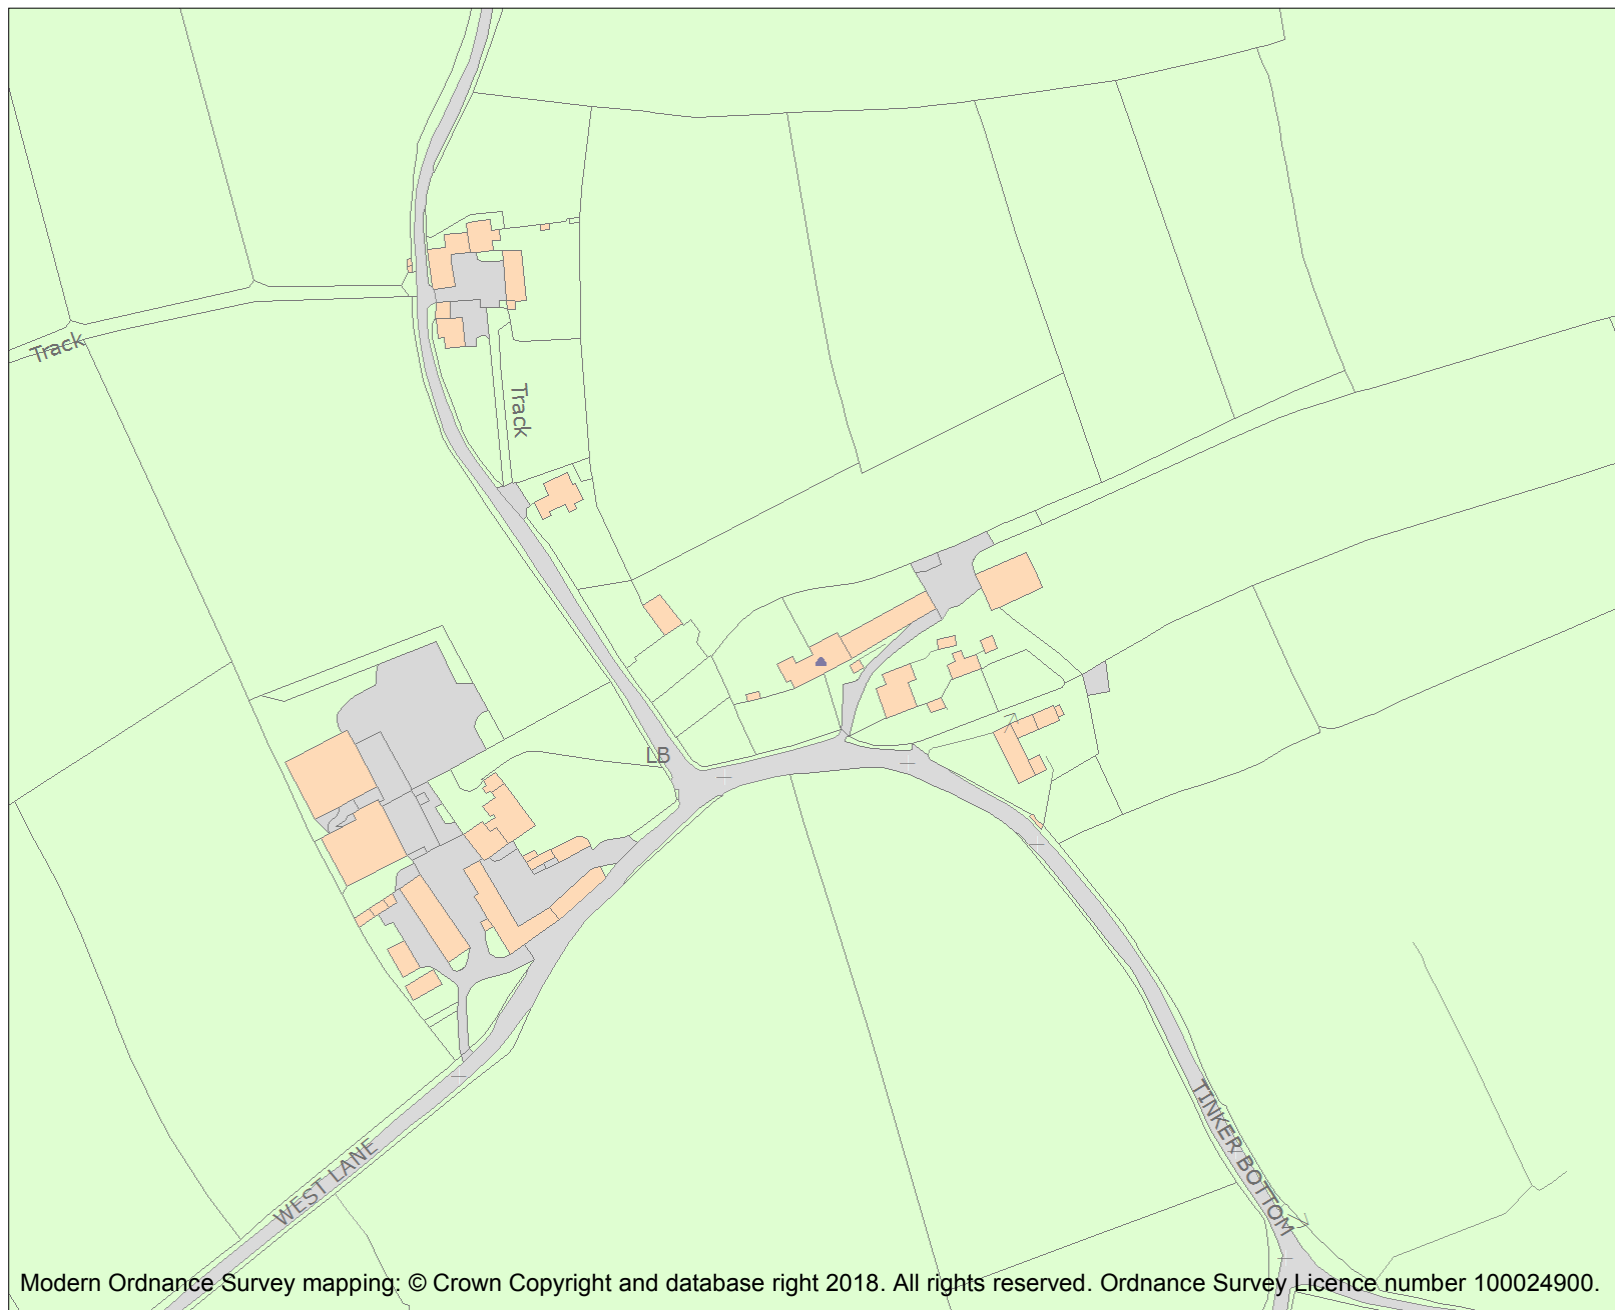 Track
Track
LB
WEST LANE
TINKER BOTTOM
Modern Ordnance Survey mapping: © Crown Copyright and database right 2018. All rights reserved. Ordnance Survey Licence number 100024900.